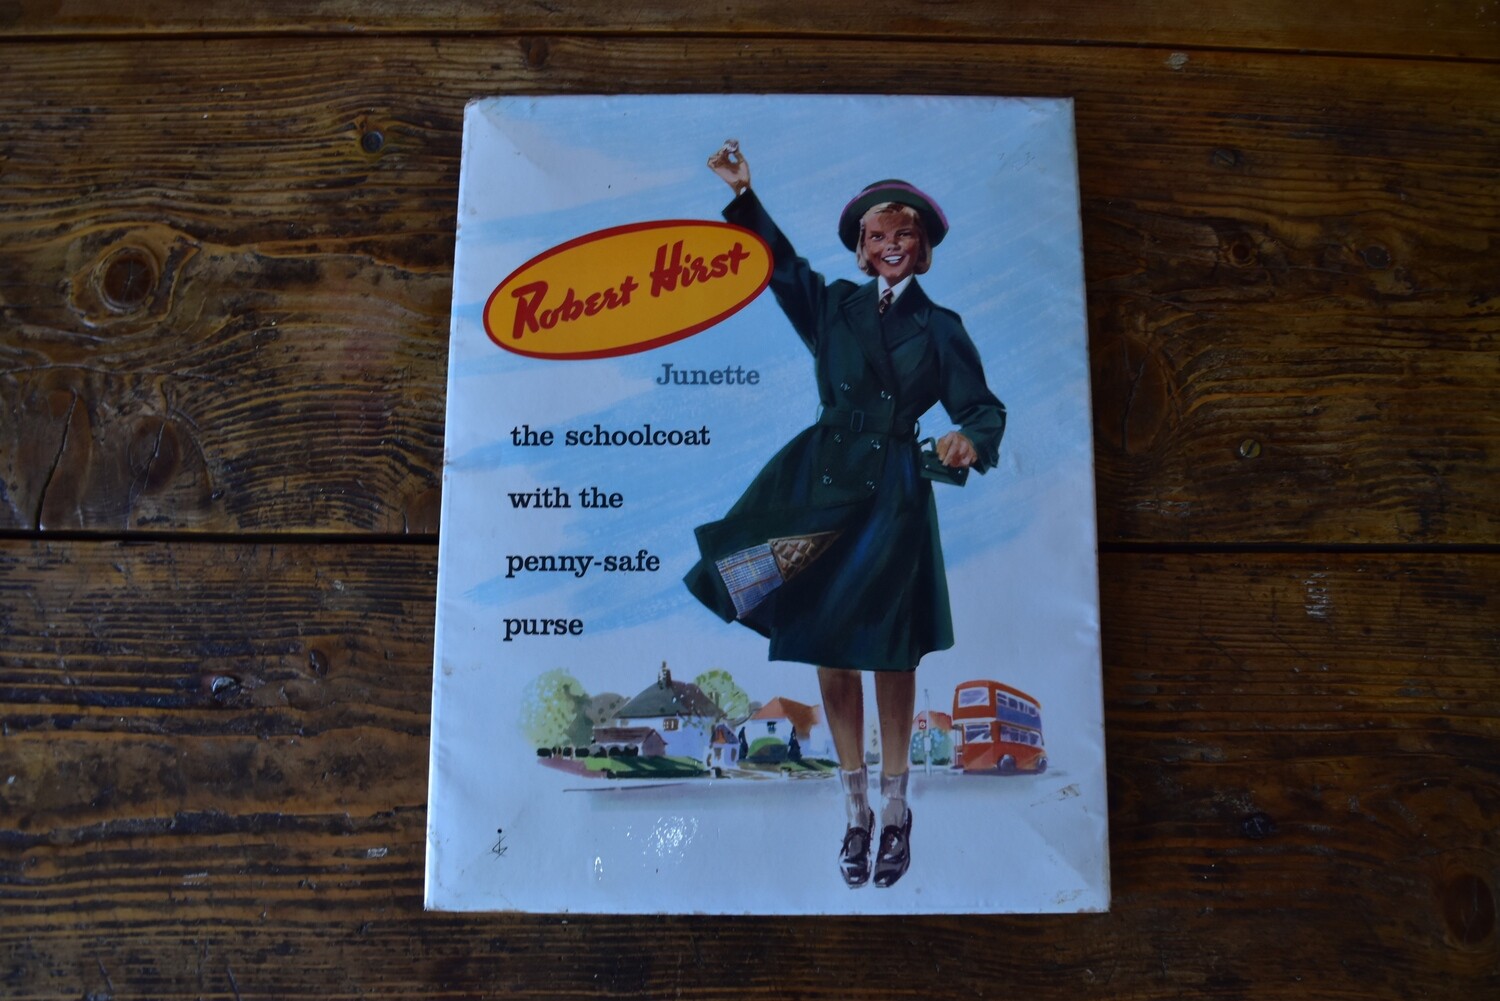 Robert Hirst
Junette
the schoolcoat
with the
penny-safe
purse